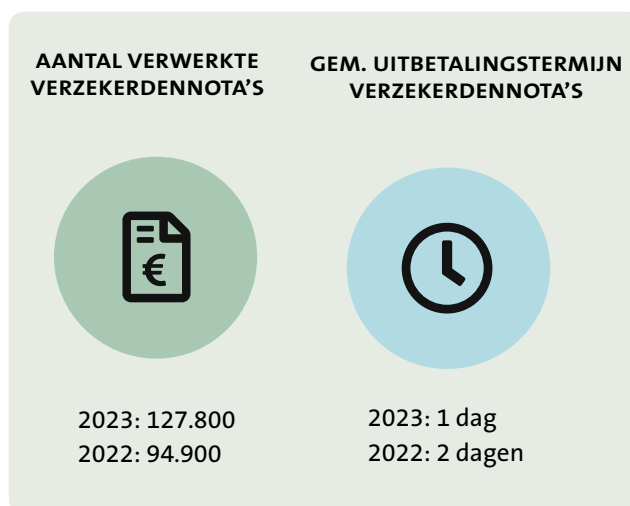 AANTAL VERWERKTE
VERZEKERDENNOTA'S
GEM. UITBETALINGSTERMIJN
VERZEKERDENNOTA'S
€
2023: 127.800
2022: 94.900
2023: 1 dag
2022: 2 dagen